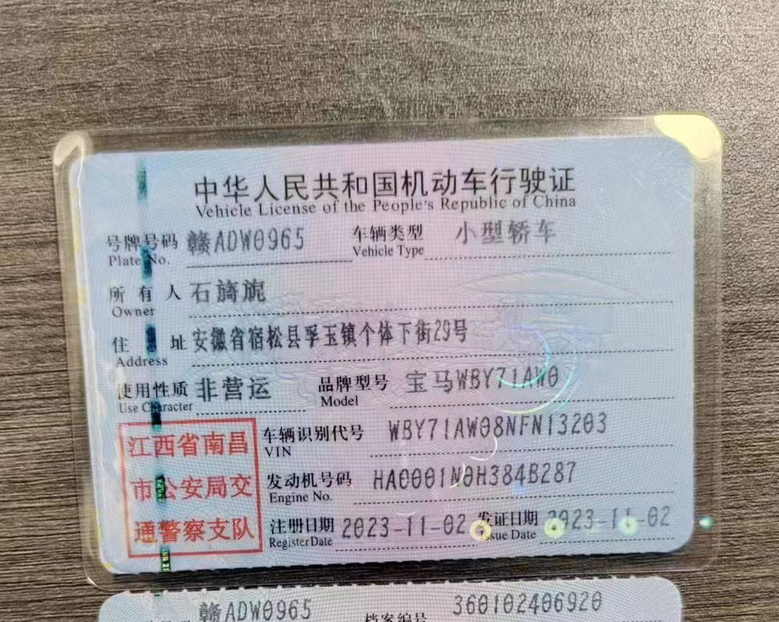 中华人民共和国机动车行驶证
Vehicle License of the People's Republic of China
号牌号码 赣ADW0965 车辆类型 小型轿车
Plate No. Vehicle Type
所有人 石旖旎
Owner
住址 安徽省宿松县孚玉镇个体下街29号
Address
使用性质 非营运 品牌型号 宝马WBY71AW0
Use Character Model
江西省南昌
市公安局交
通警察支队
车辆识别代号 WBY71AW08NFN13203
VIN
发动机号码 HA0001N0H384B287
Engine No.
注册日期 2023-11-02 发证日期 2023-11-02
Register Date Issue Date
赣ADW0965 档案编号 360102406920